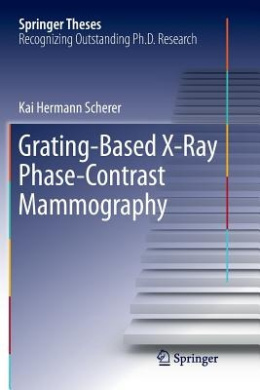 Springer Theses
Recognizing Outstanding Ph.D. Research
Kai Hermann Scherer
Grating-Based X-Ray
Phase-Contrast
Mammography
Springer